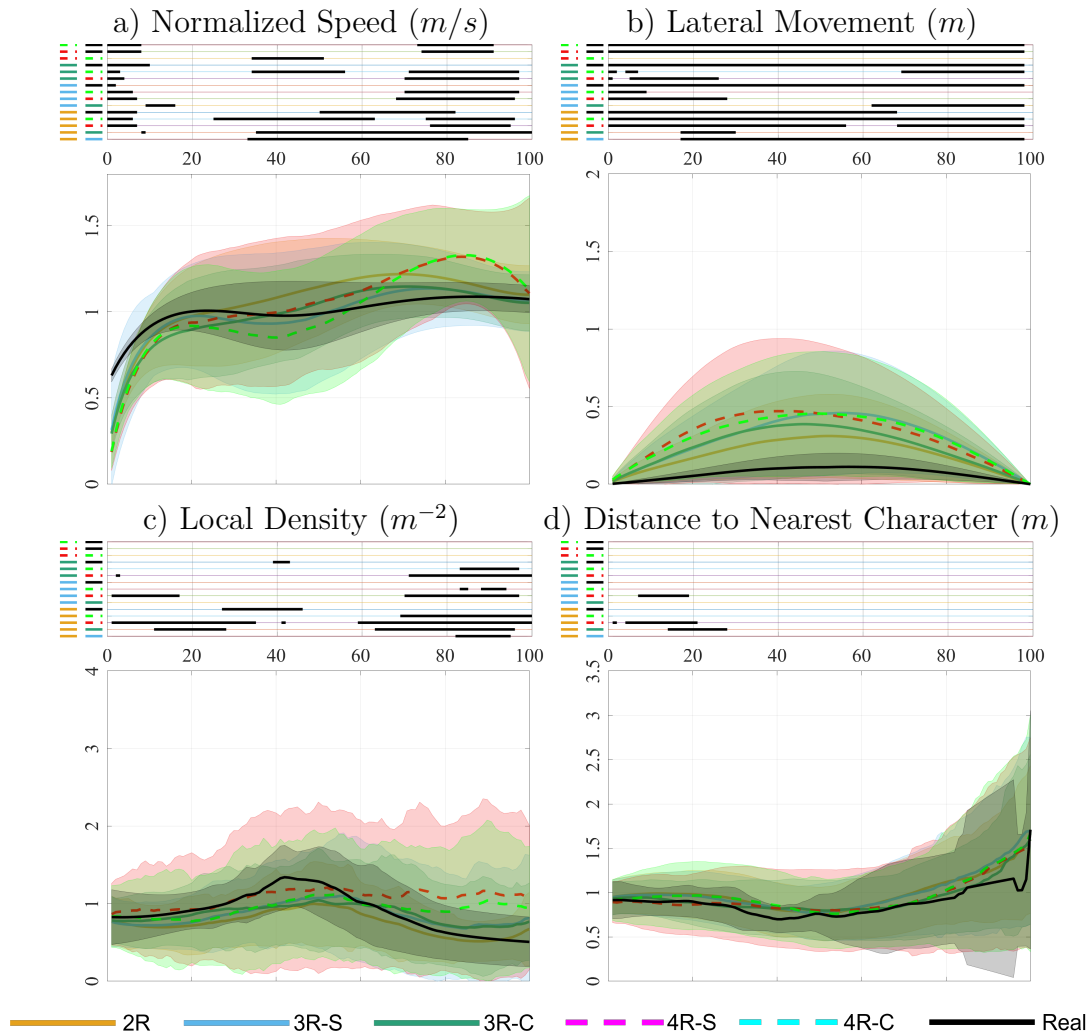 a) Normalized Speed (m/s)
b) Lateral Movement (m)
0 20 40 60 80 100
0 20 40 60 80 100
1.5
1
0.5
0
2
1.5
1
0.5
0
c) Local Density (m⁻²)
d) Distance to Nearest Character (m)
0 20 40 60 80 100
0 20 40 60 80 100
4
3
2
1
0
3.5
3
2.5
2
1.5
1
0.5
0
2R 3R-S 3R-C 4R-S 4R-C Real